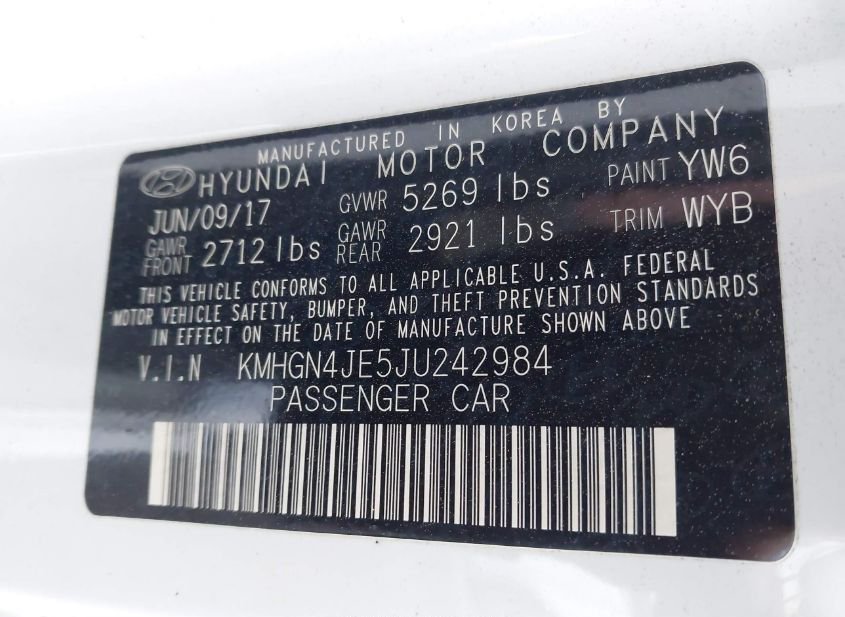 MANUFACTURED IN KOREA BY
HYUNDAI MOTOR COMPANY
JUN/09/17 GVWR 5269 lbs PAINT YW6
GAWR FRONT 2712 lbs GAWR REAR 2921 lbs TRIM WYB
THIS VEHICLE CONFORMS TO ALL APPLICABLE U.S.A. FEDERAL
MOTOR VEHICLE SAFETY, BUMPER, AND THEFT PREVENTION STANDARDS
IN EFFECT ON THE DATE OF MANUFACTURE SHOWN ABOVE
V.I.N KMHGN4JE5JU242984
PASSENGER CAR